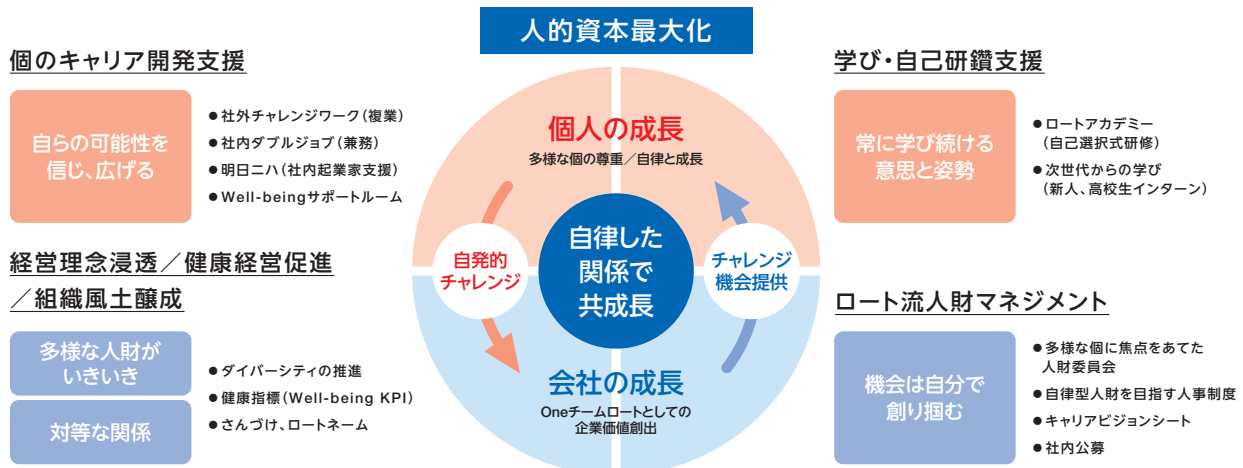 人的資本最大化
個のキャリア開発支援
自らの可能性を
信じ、広げる
●社外チャレンジワーク（複業）
●社内ダブルジョブ（兼務）
●明日ニハ（社内起業家支援）
●Well-beingサポートルーム
経営理念浸透／健康経営促進
／組織風土醸成
多様な人財が
いきいき
対等な関係
●ダイバーシティの推進
●健康指標（Well-being KPI）
●さんづけ、ロートネーム
個人の成長
多様な個の尊重／自律と成長
自発的
チャレンジ
自律した
関係で
共成長
チャレンジ
機会提供
会社の成長
Oneチームロートとしての
企業価値創出
学び・自己研鑽支援
常に学び続ける
意思と姿勢
●ロートアカデミー
（自己選択式研修）
●次世代からの学び
（新人、高校生インターン）
ロート流人財マネジメント
機会は自分で
創り掴む
●多様な個に焦点をあてた
人財委員会
●自律型人財を目指す人事制度
●キャリアビジョンシート
●社内公募